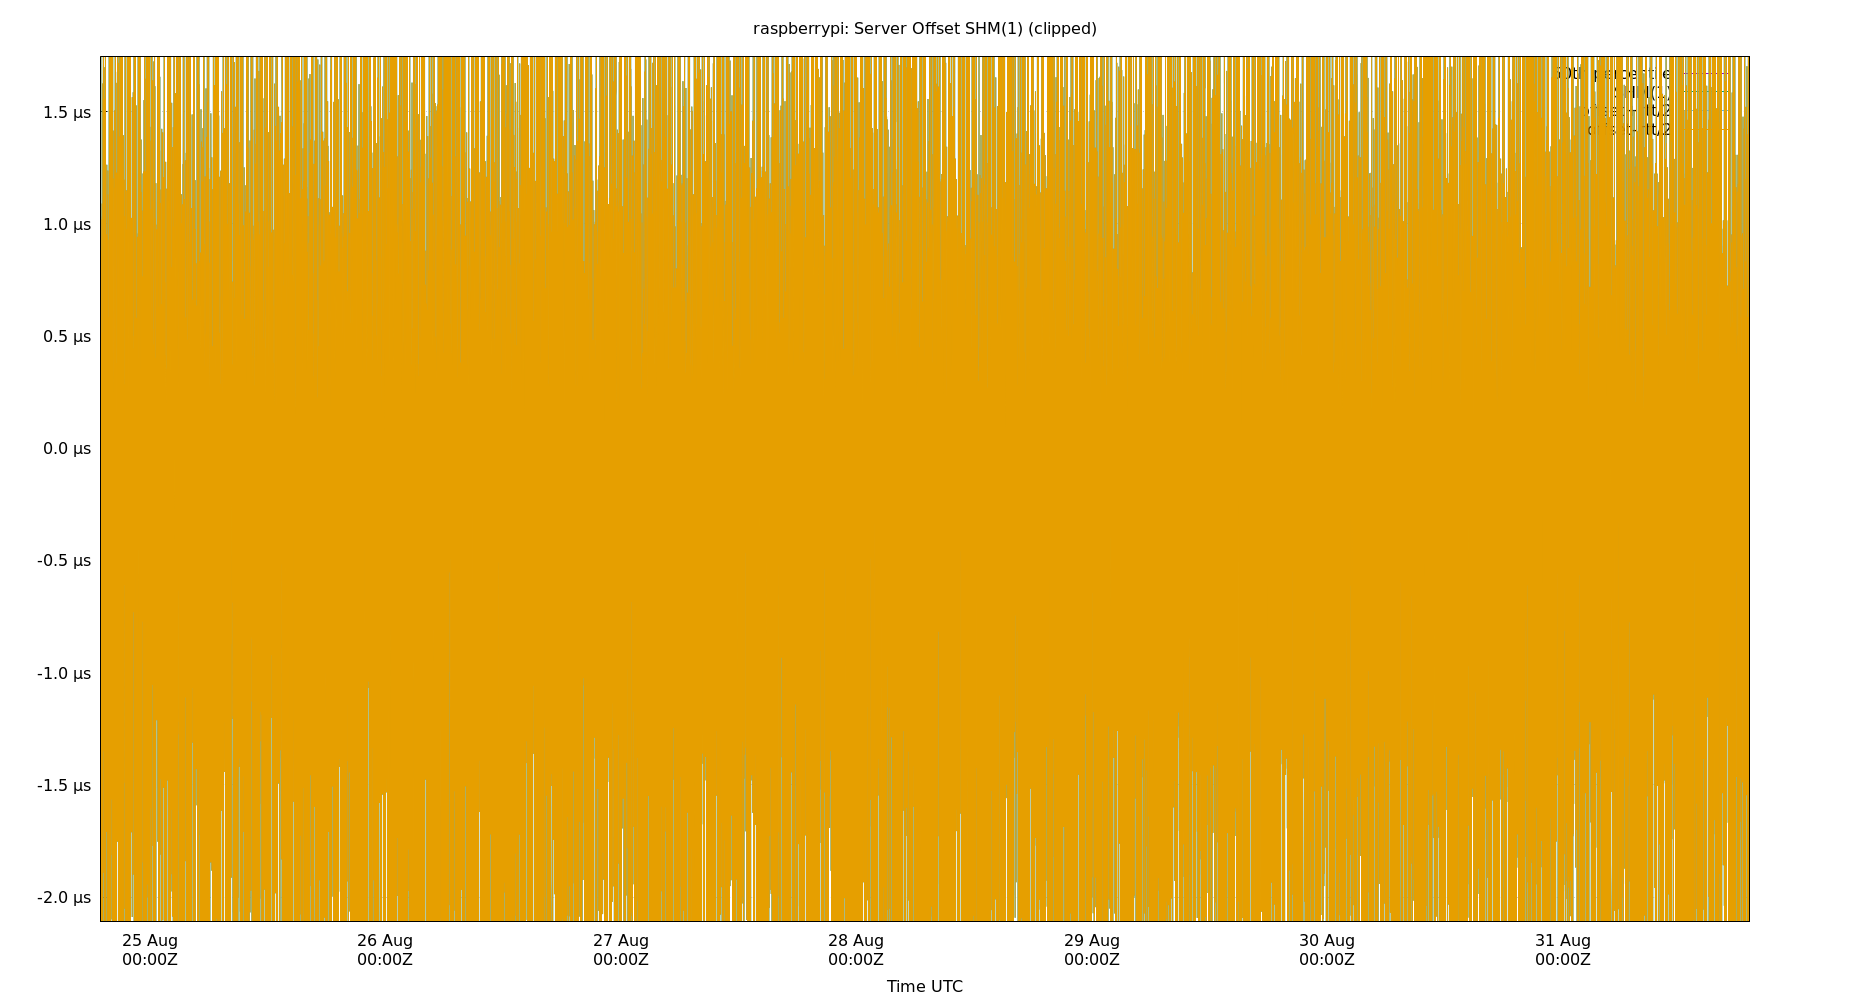 raspberrypi: Server Offset SHM(1) (clipped)
1.5 µs
1.0 µs
0.5 µs
0.0 µs
-0.5 µs
-1.0 µs
-1.5 µs
-2.0 µs
25 Aug 26 Aug 27 Aug 28 Aug 29 Aug 30 Aug 31 Aug
00:00Z 00:00Z 00:00Z 00:00Z 00:00Z 00:00Z 00:00Z
Time UTC